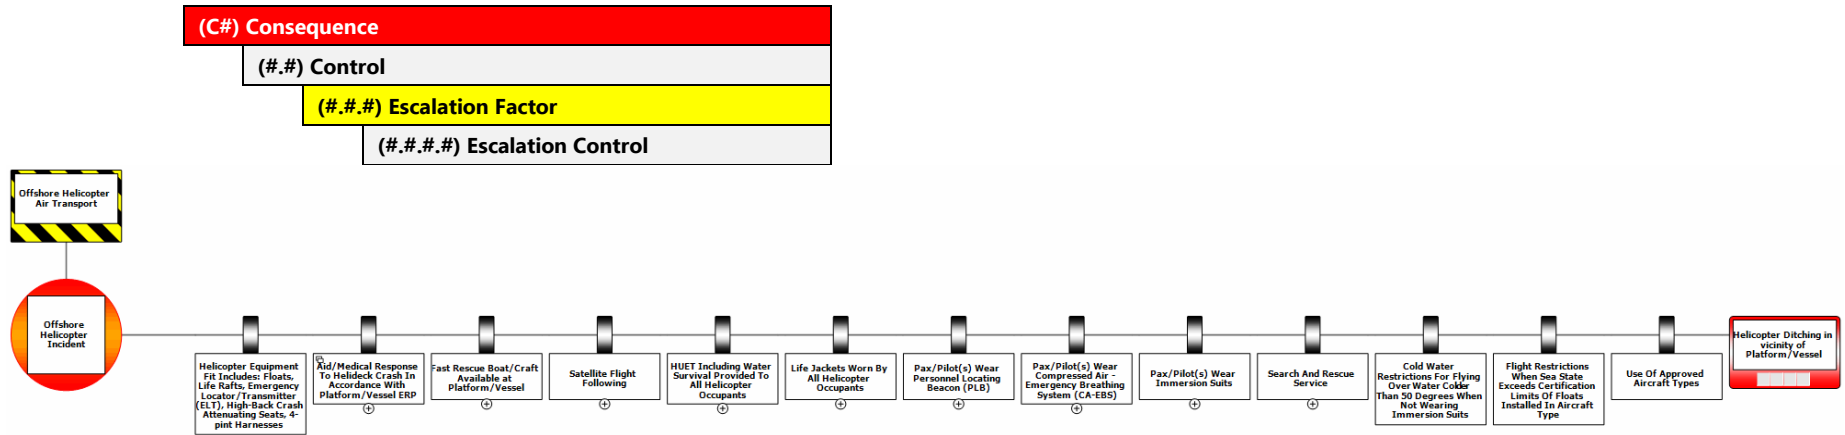 (C#) Consequence
(#.#) Control
(#.#.#) Escalation Factor
(#.#.#.#) Escalation Control
Offshore Helicopter
Air Transport
Offshore
Helicopter
Incident
Helicopter Equipment
Fit Includes: Floats,
Life Rafts, Emergency
Locator/Transmitter
(ELT), High-Back Crash
Attenuating Seats, 4-
pint Harnesses
Aid/Medical Response
To Helideck Crash In
Accordance With
Platform/Vessel ERP
Fast Rescue Boat/Craft
Available at
Platform/Vessel
Satellite Flight
Following
HUET Including Water
Survival Provided To
All Helicopter
Occupants
Life Jackets Worn By
All Helicopter
Occupants
Pax/Pilot(s) Wear
Personnel Locating
Beacon (PLB)
Pax/Pilot(s) Wear
Compressed Air -
Emergency Breathing
System (CA-EBS)
Pax/Pilot(s) Wear
Immersion Suits
Search And Rescue
Service
Cold Water
Restrictions For Flying
Over Water Colder
Than 50 Degrees When
Not Wearing
Immersion Suits
Flight Restrictions
When Sea State
Exceeds Certification
Limits Of Floats
Installed In Aircraft
Type
Use Of Approved
Aircraft Types
Helicopter Ditching in
vicinity of
Platform/Vessel